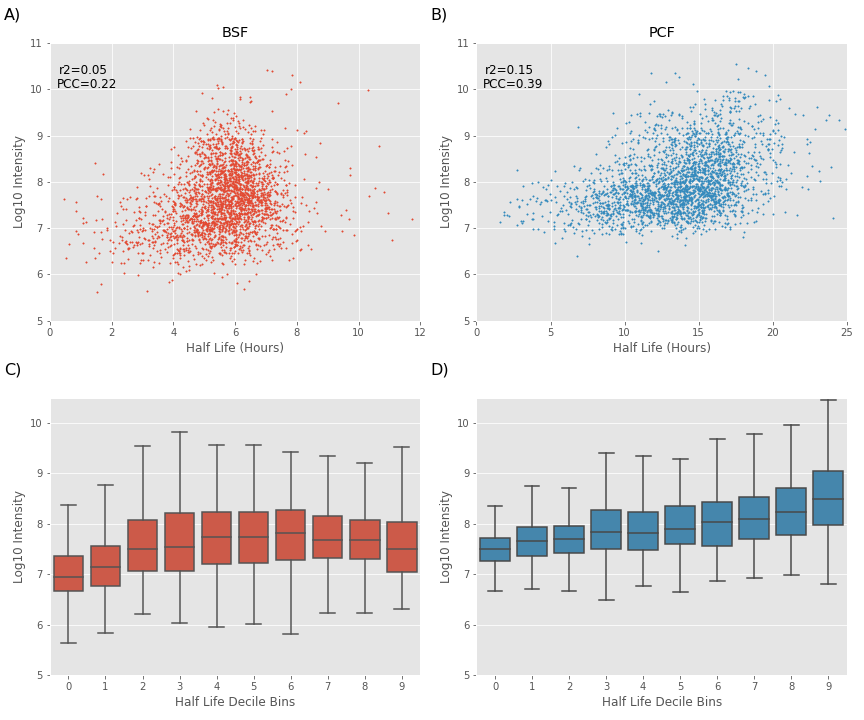 A)
BSF
r2=0.05
PCC=0.22
11
10
9
8
7
6
5
Log10 Intensity
0 2 4 6 8 10 12
Half Life (Hours)
B)
PCF
r2=0.15
PCC=0.39
11
10
9
8
7
6
5
Log10 Intensity
0 5 10 15 20 25
Half Life (Hours)
C)
10
9
8
7
6
5
Log10 Intensity
0 1 2 3 4 5 6 7 8 9
Half Life Decile Bins
D)
10
9
8
7
6
5
Log10 Intensity
0 1 2 3 4 5 6 7 8 9
Half Life Decile Bins